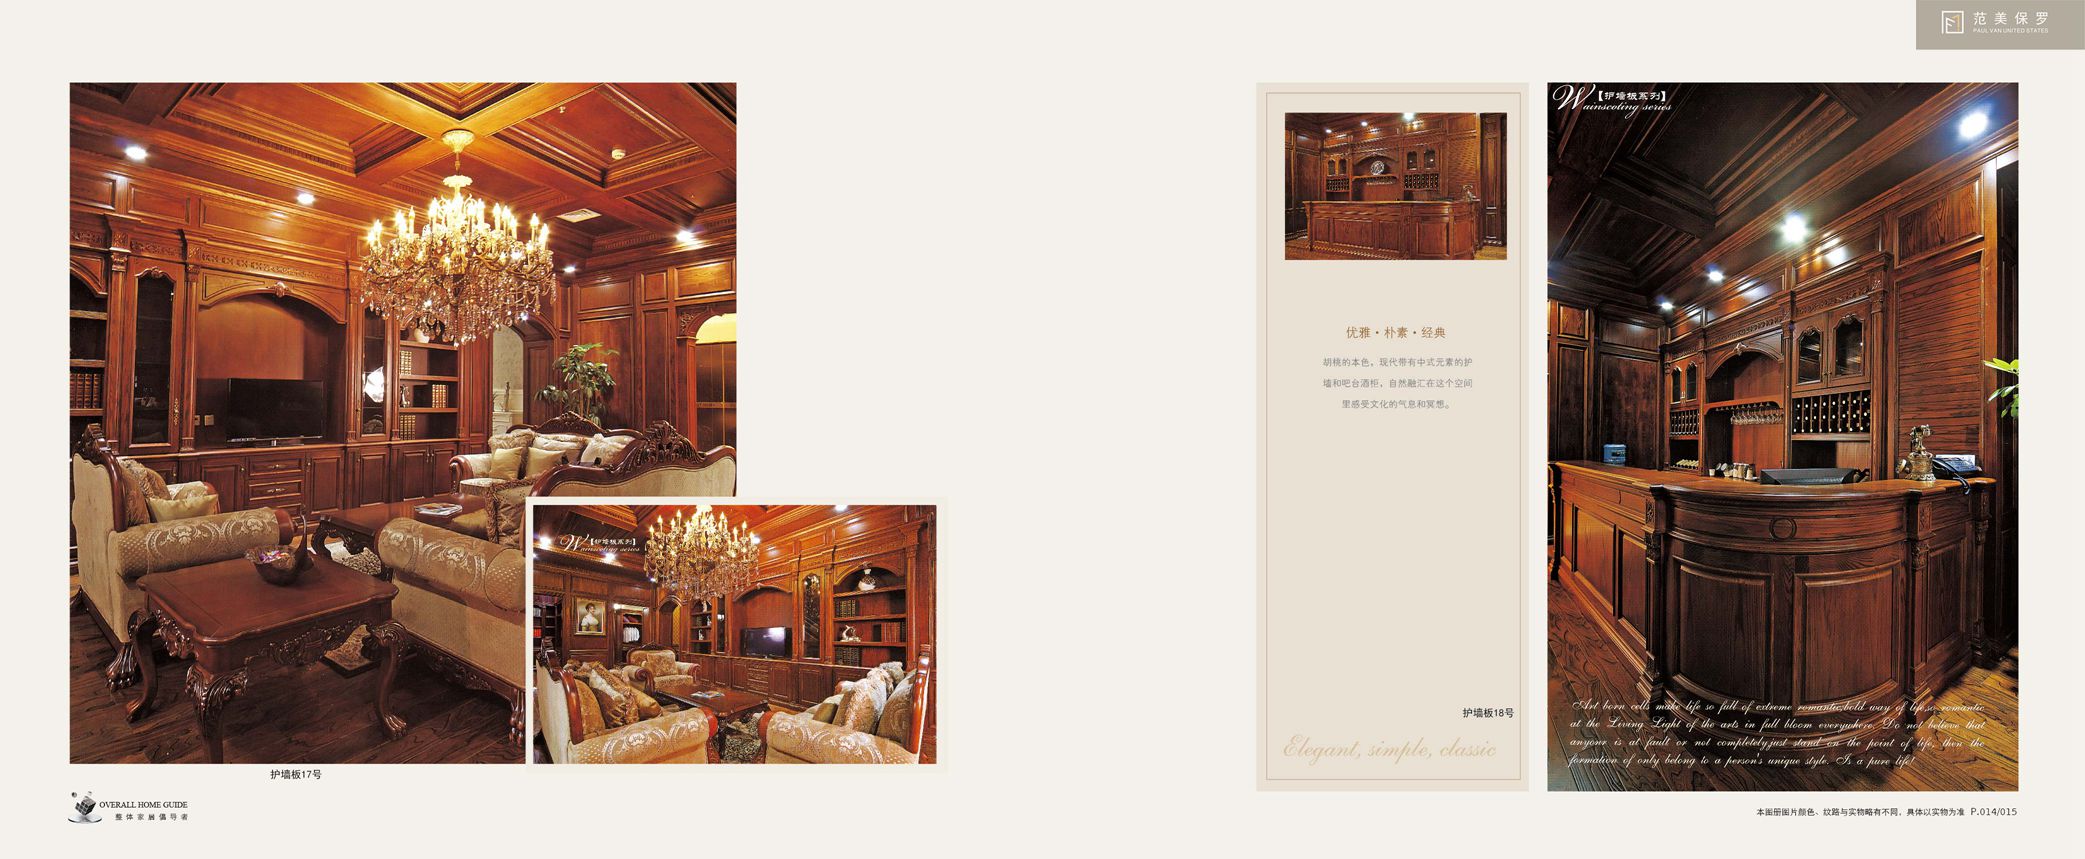 范美保罗
PAUL VAN UNITED STATES
【护墙板系列】
Wainscoting series
护墙板17号
OVERALL HOME GUIDE
整体家居倡导者
优雅·朴素·经典
胡桃的本色，现代带有中式元素的护
墙和吧台酒柜，自然融汇在这个空间
里感受文化的气息和冥想。
护墙板18号
Elegant, simple, classic
【护墙板系列】
Wainscoting series
Art born cells make life so full of extreme romantic,bold way of life,so romantic
at the Living Light of the arts in full bloom everywhere. Do not believe that
anyonr is at fault or not completely,just stand on the point of life, then the
formation of only belong to a person's unique style. Is a pure life!
本图册图片颜色、纹路与实物略有不同，具体以实物为准 P.014/015